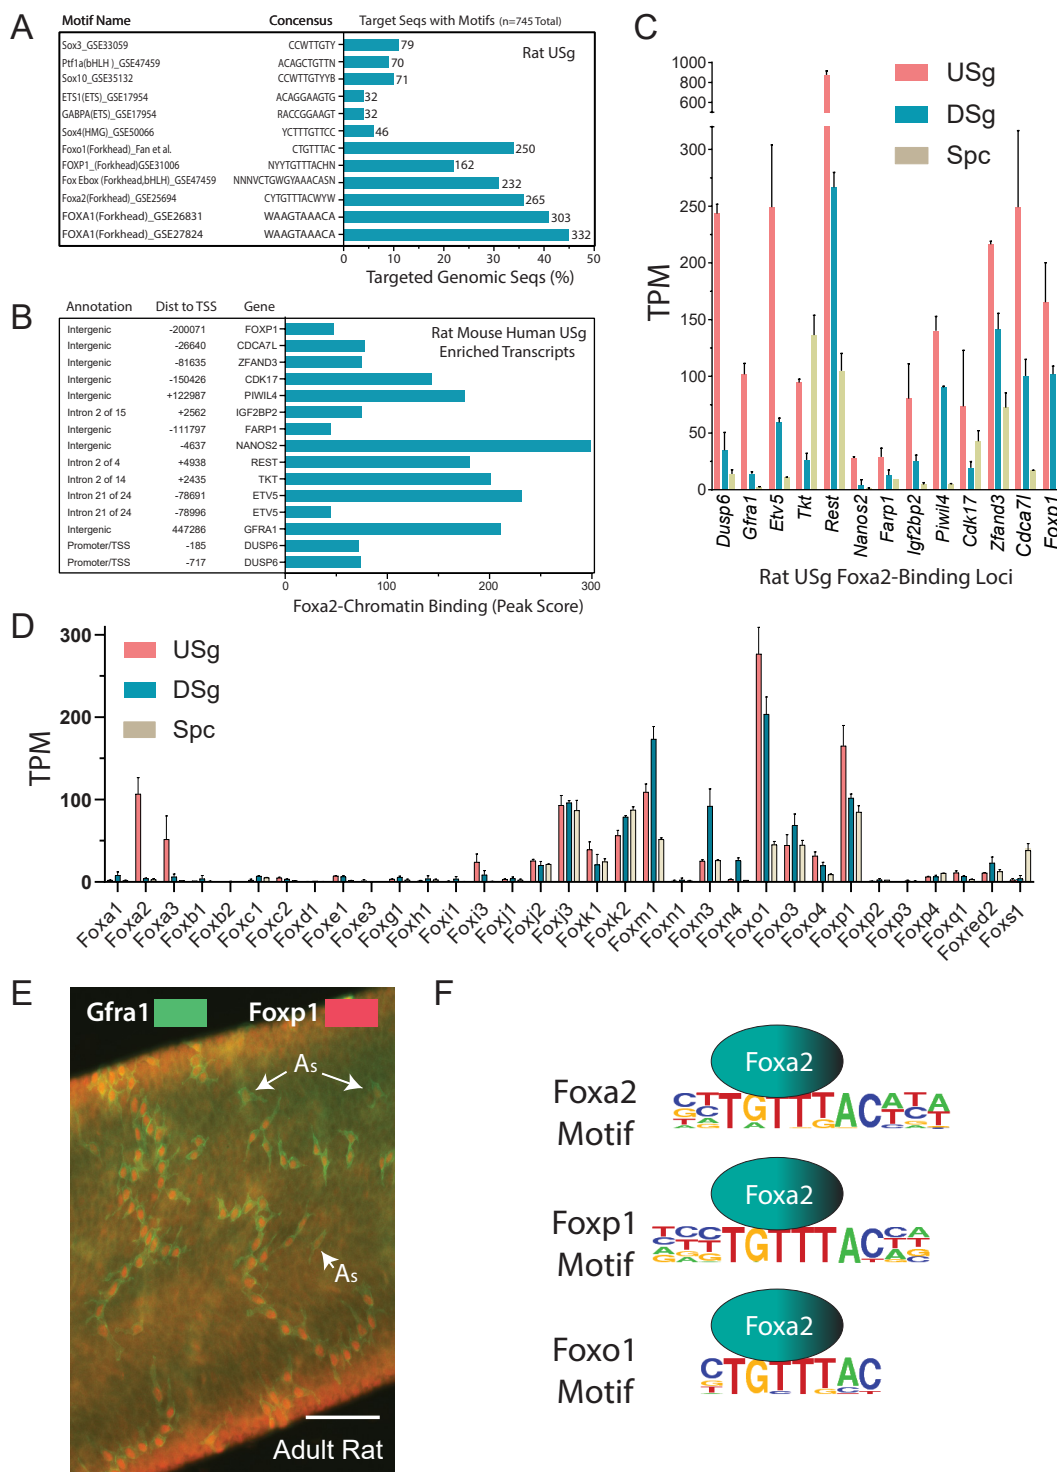 A
Motif Name Concensus Target Seqs with Motifs (n=745 Total)
Rat USg
Sox3_GSE33059 CCWTTGTY 79
Ptf1a(bHLH )_GSE47459 ACAGCTGTTN 70
Sox10_GSE35132 CCWTTGTYYB 71
ETS1(ETS)_GSE17954 ACAGGAAGTG 32
GABPA(ETS)_GSE17954 RACCGGAAGT 32
Sox4(HMG)_GSE50066 YCTTTGTTCC 46
Foxo1(Forkhead)_Fan et al. CTGTTTAC 250
FOXP1_(Forkhead)GSE31006 NYYTGTTTACHN 162
Fox Ebox (Forkhead,bHLH)_GSE47459 NNNVCTGWGYAAACASN 232
Foxa2(Forkhead)_GSE25694 CYTGTTTACWYW 265
FOXA1(Forkhead)_GSE26831 WAAGTAAACA 303
FOXA1(Forkhead)_GSE27824 WAAGTAAACA 332
0 10 20 30 40 50
Targeted Genomic Seqs (%)
B
Annotation Dist to TSS Gene
Rat Mouse Human USg
Enriched Transcripts
Intergenic -200071 FOXP1
Intergenic -26640 CDCA7L
Intergenic -81635 ZFAND3
Intergenic -150426 CDK17
Intergenic +122987 PIWIL4
Intron 2 of 15 +2562 IGF2BP2
Intergenic -111797 FARP1
Intergenic -4637 NANOS2
Intron 2 of 4 +4938 REST
Intron 2 of 14 +2435 TKT
Intron 21 of 24 -78691 ETV5
Intron 21 of 24 -78996 ETV5
Intergenic 447286 GFRA1
Promoter/TSS -185 DUSP6
Promoter/TSS -717 DUSP6
0 100 200 300
Foxa2-Chromatin Binding (Peak Score)
C
USg
DSg
Spc
TPM
1000
800
600
300
250
200
150
100
50
0
Dusp6 Gfra1 Etv5 Tkt Rest Nanos2 Farp1 Igf2bp2 Piwil4 Cdk17 Zfand3 Cdca7l Foxp1
Rat USg Foxa2-Binding Loci
D
USg
DSg
Spc
TPM
300
200
100
0
Foxa1 Foxa2 Foxa3 Foxb1 Foxb2 Foxc1 Foxc2 Foxd1 Foxe1 Foxe3 Foxg1 Foxh1 Foxi1 Foxi3 Foxj1 Foxj2 Foxj3 Foxk1 Foxk2 Foxm1 Foxn1 Foxn3 Foxn4 Foxo1 Foxo3 Foxo4 Foxp1 Foxp2 Foxp3 Foxp4 Foxq1 Foxred2 Foxs1
E
Gfra1 Foxp1
As
As
Adult Rat
F
Foxa2
Foxa2
Motif
TGTTTAC
Foxa2
Foxp1
Motif
TGTTTAC
Foxa2
Foxo1
Motif
CTGTTTAC